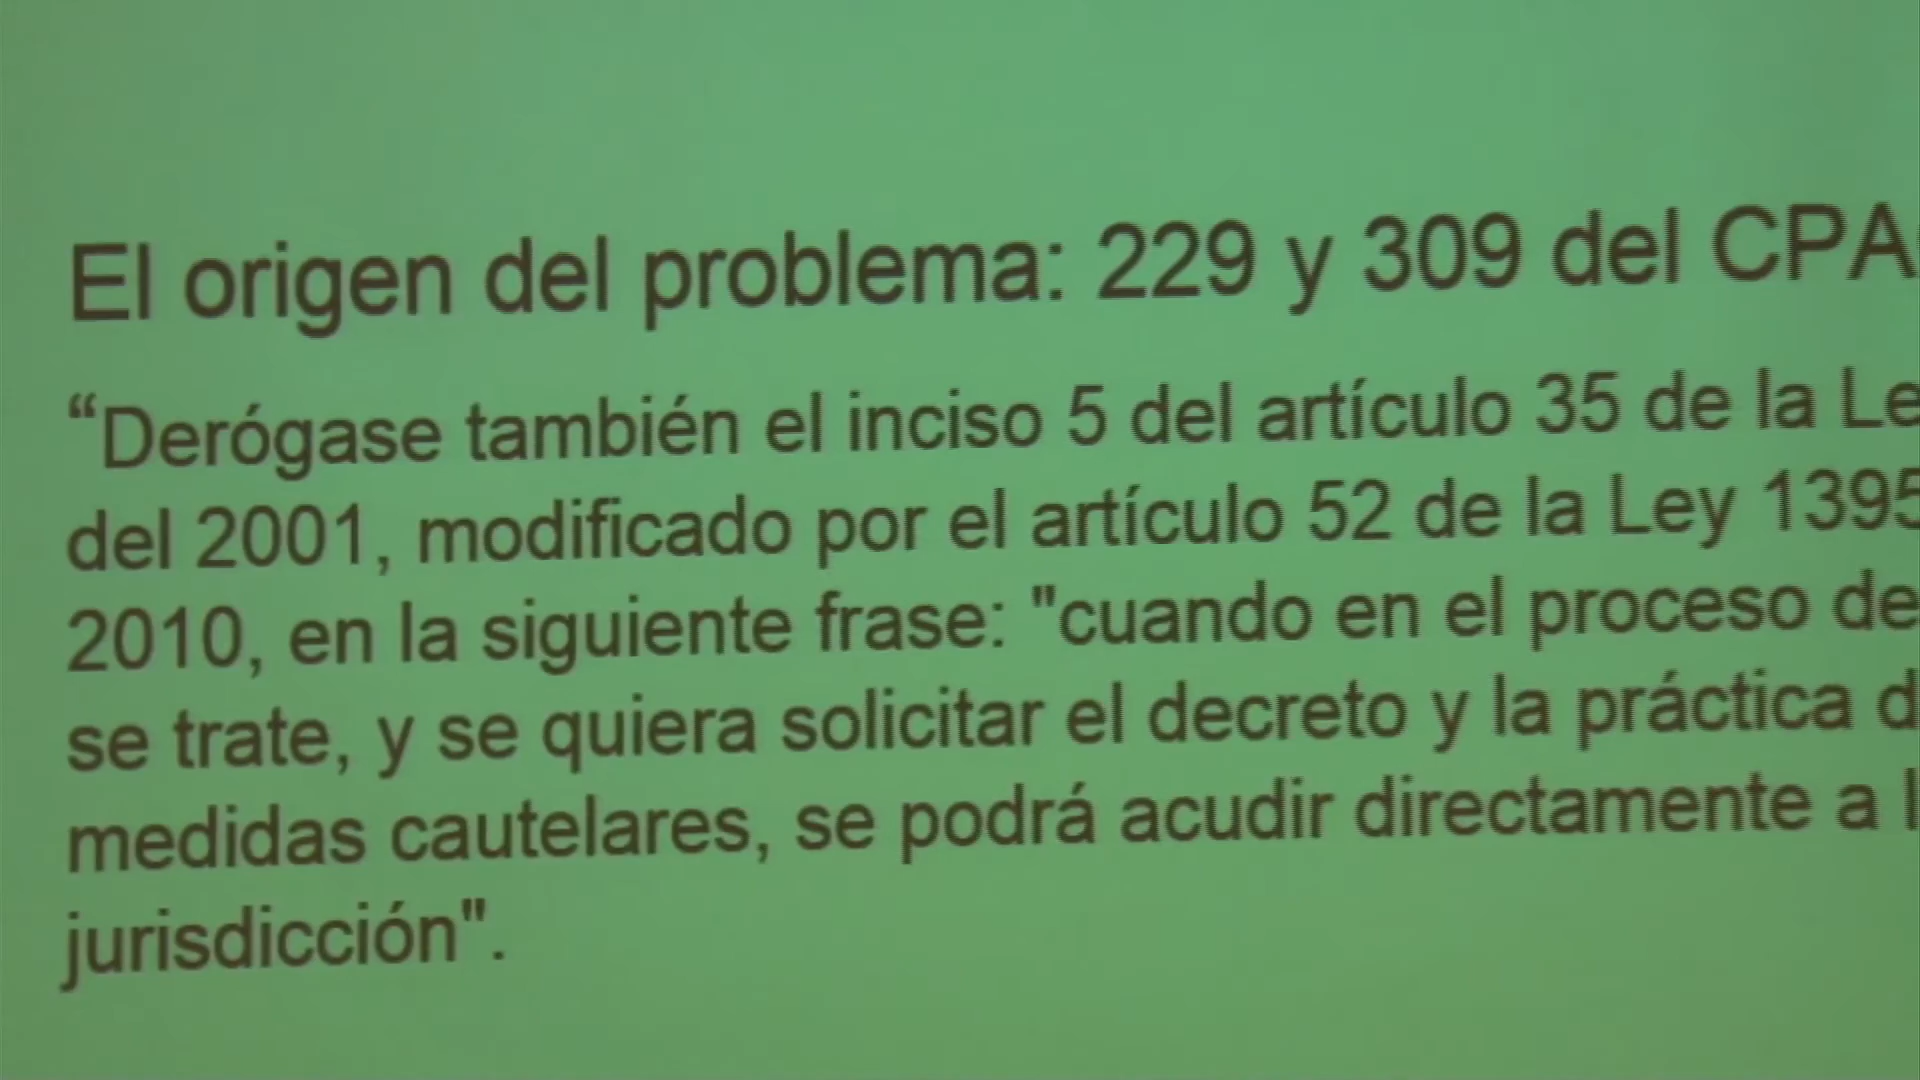 El origen del problema: 229 y 309 del CPA
“Derógase también el inciso 5 del artículo 35 de la Le
del 2001, modificado por el artículo 52 de la Ley 1395
2010, en la siguiente frase: "cuando en el proceso de
se trate, y se quiera solicitar el decreto y la práctica d
medidas cautelares, se podrá acudir directamente a l
jurisdicción".